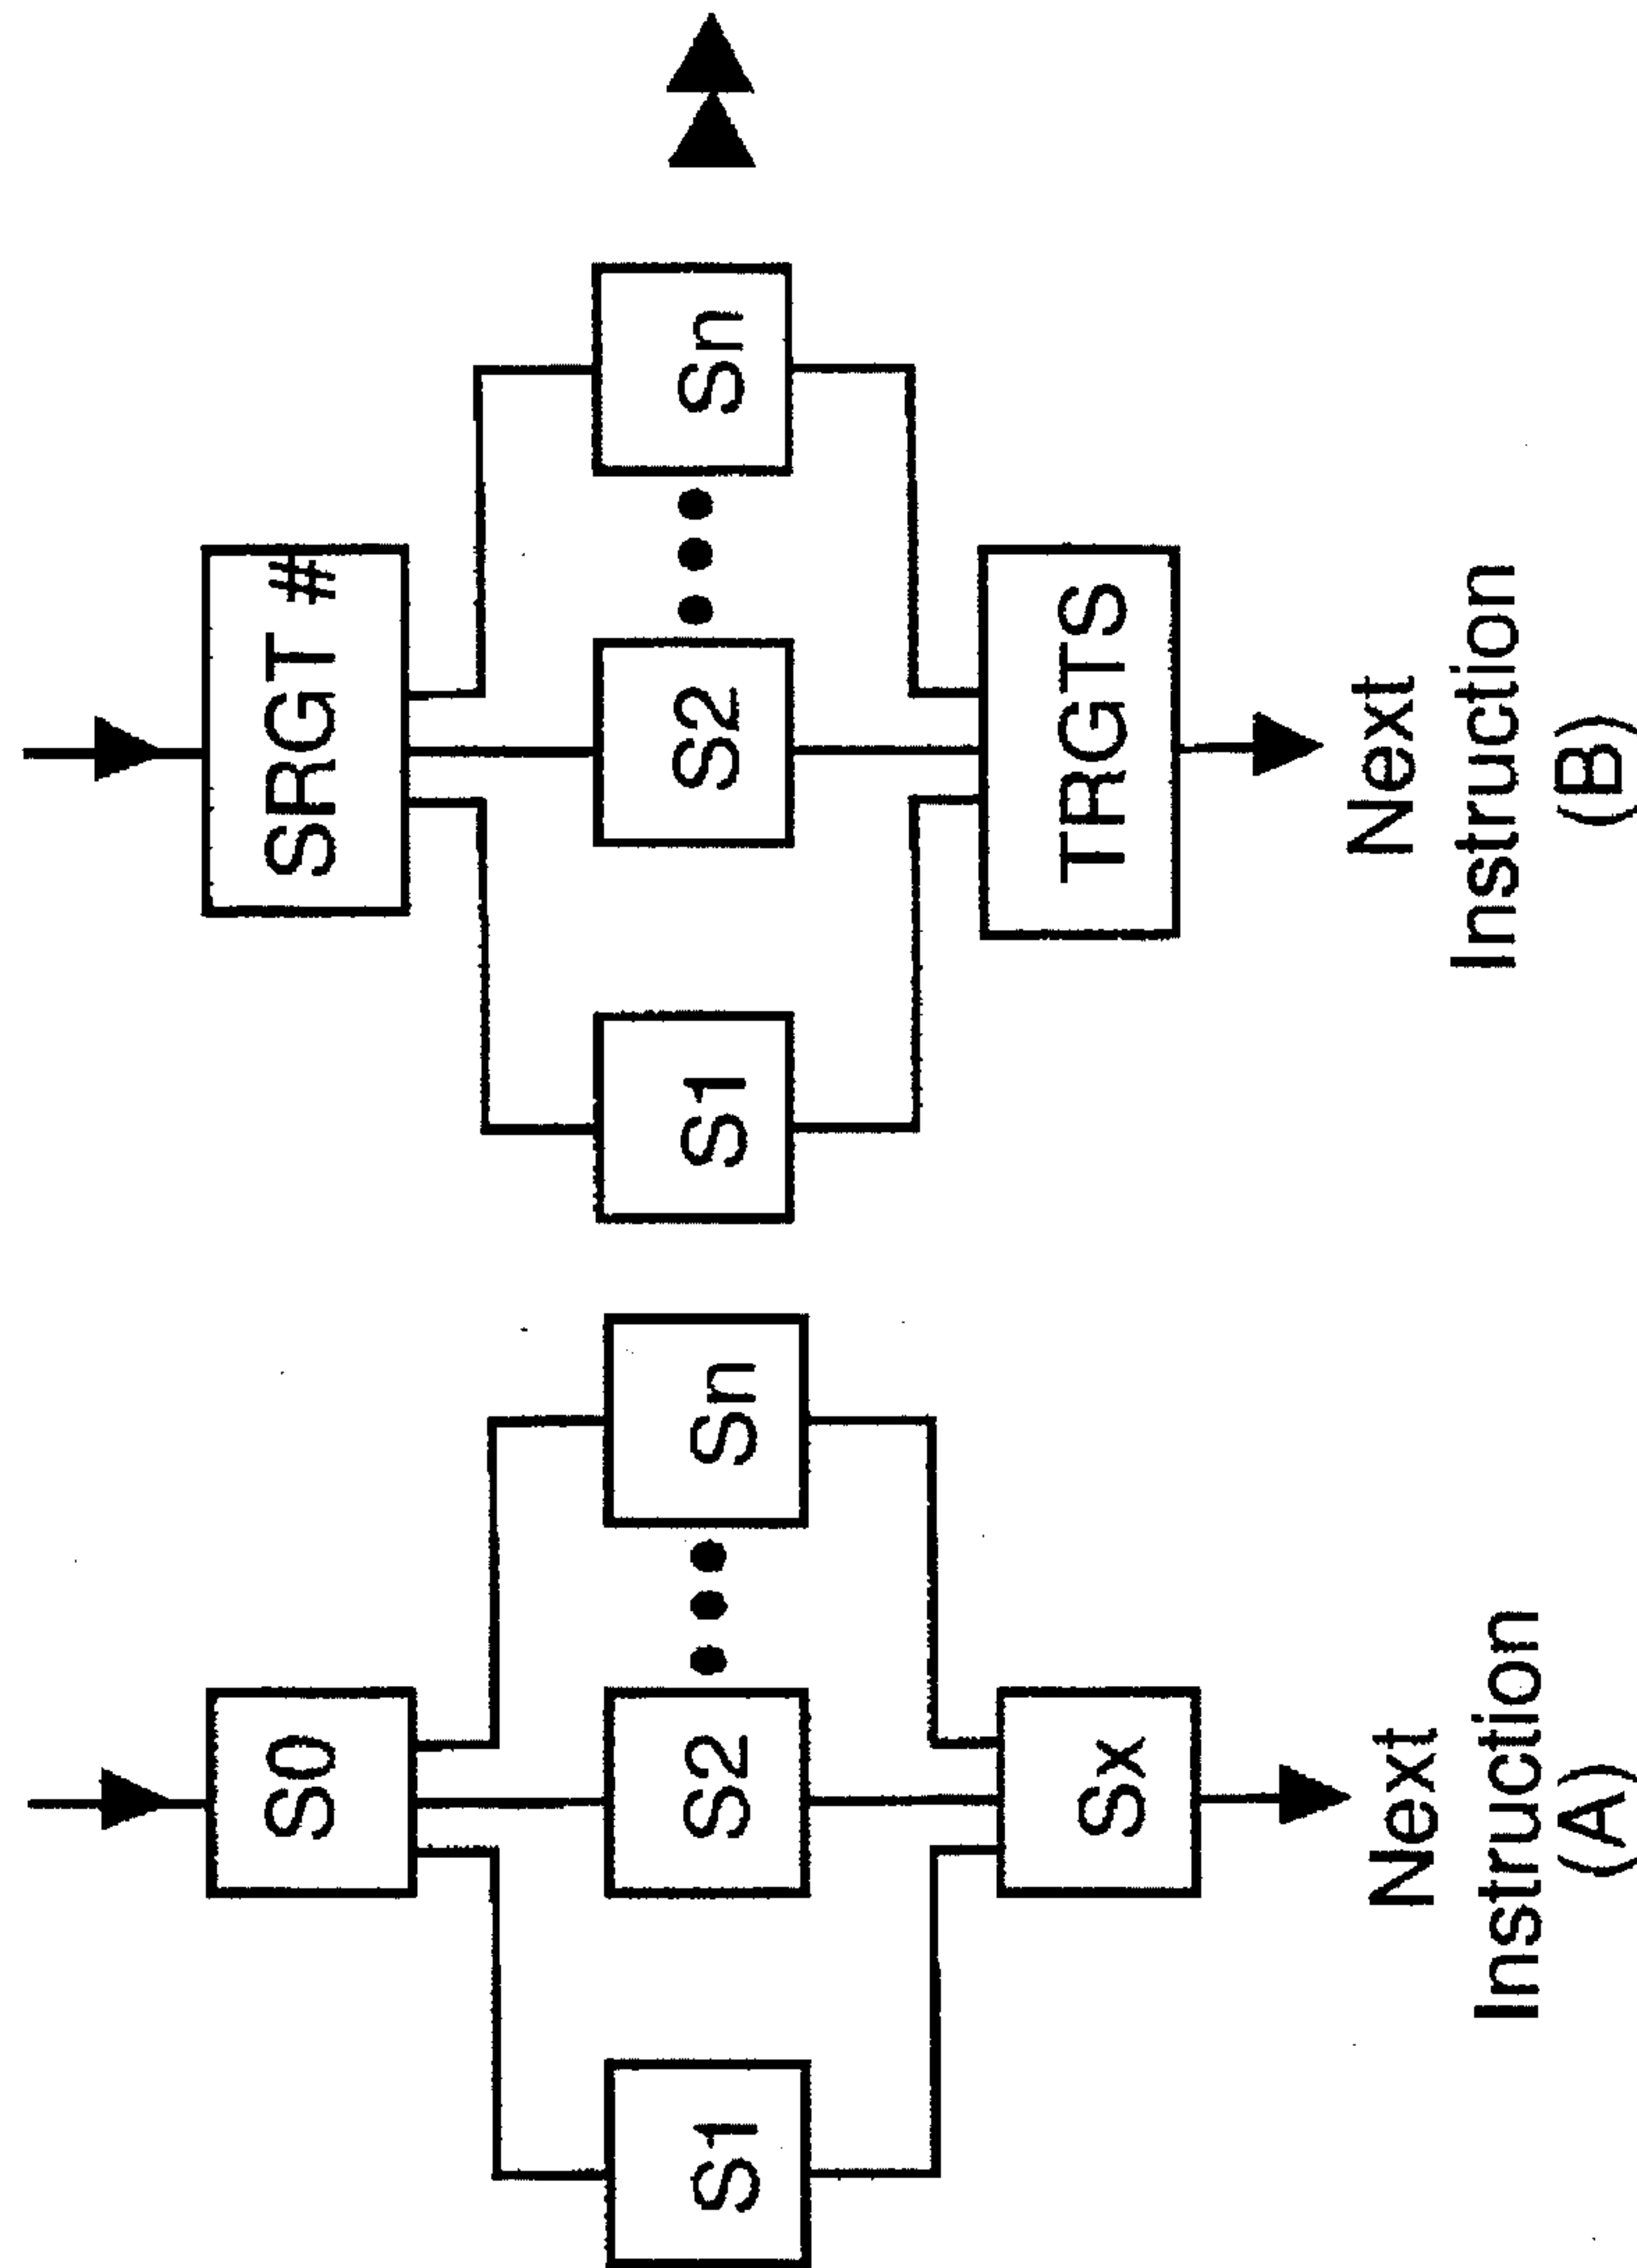 S0
S1
S2
Sn
Sx
Next
Instruction
(A)
SRGT #
S1
S2
Sn
TRGTS
Next
Instruction
(B)